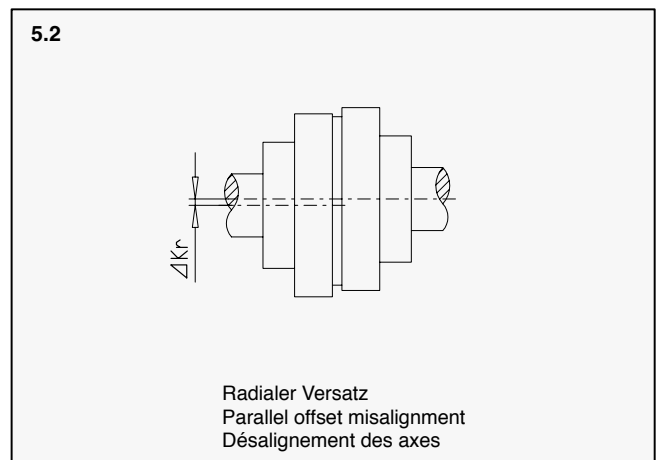 5.2
ΔKr
Radialer Versatz
Parallel offset misalignment
Désalignement des axes